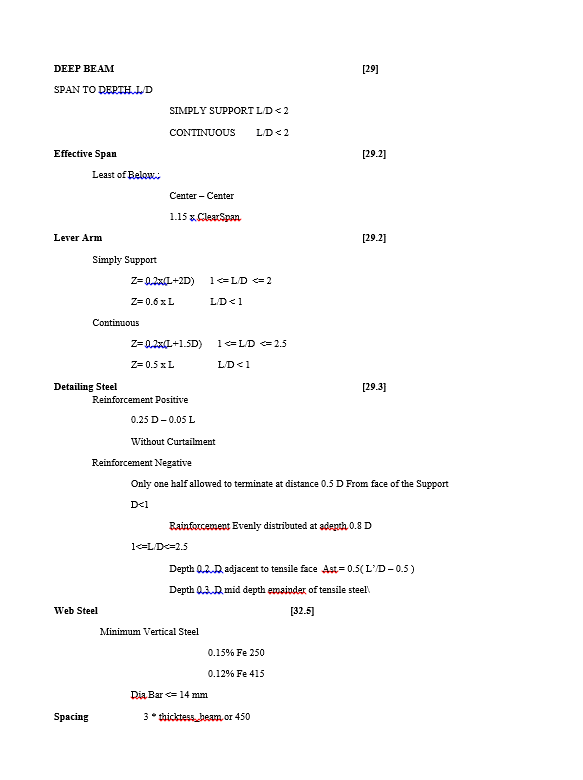 DEEP BEAM [29]
SPAN TO DEPTH L/D
SIMPLY SUPPORT L/D < 2
CONTINUOUS L/D < 2
Effective Span [29.2]
Least of Below :
Center – Center
1.15 x ClearSpan
Lever Arm [29.2]
Simply Support
Z= 0.2x(L+2D) 1 <= L/D <= 2
Z= 0.6 x L L/D < 1
Continuous
Z= 0.2x(L+1.5D) 1 <= L/D <= 2.5
Z= 0.5 x L L/D < 1
Detailing Steel [29.3]
Reinforcement Positive
0.25 D – 0.05 L
Without Curtailment
Reinforcement Negative
Only one half allowed to terminate at distance 0.5 D From face of the Support
D<1
Rainforcement Evenly distributed at adepth 0.8 D
1<=L/D<=2.5
Depth 0.2 D adjacent to tensile face Ast = 0.5( L’/D – 0.5 )
Depth 0.3 D mid depth emainder of tensile steel\
Web Steel [32.5]
Minimum Vertical Steel
0.15% Fe 250
0.12% Fe 415
Dia Bar <= 14 mm
Spacing 3 * thicktess_beam or 450